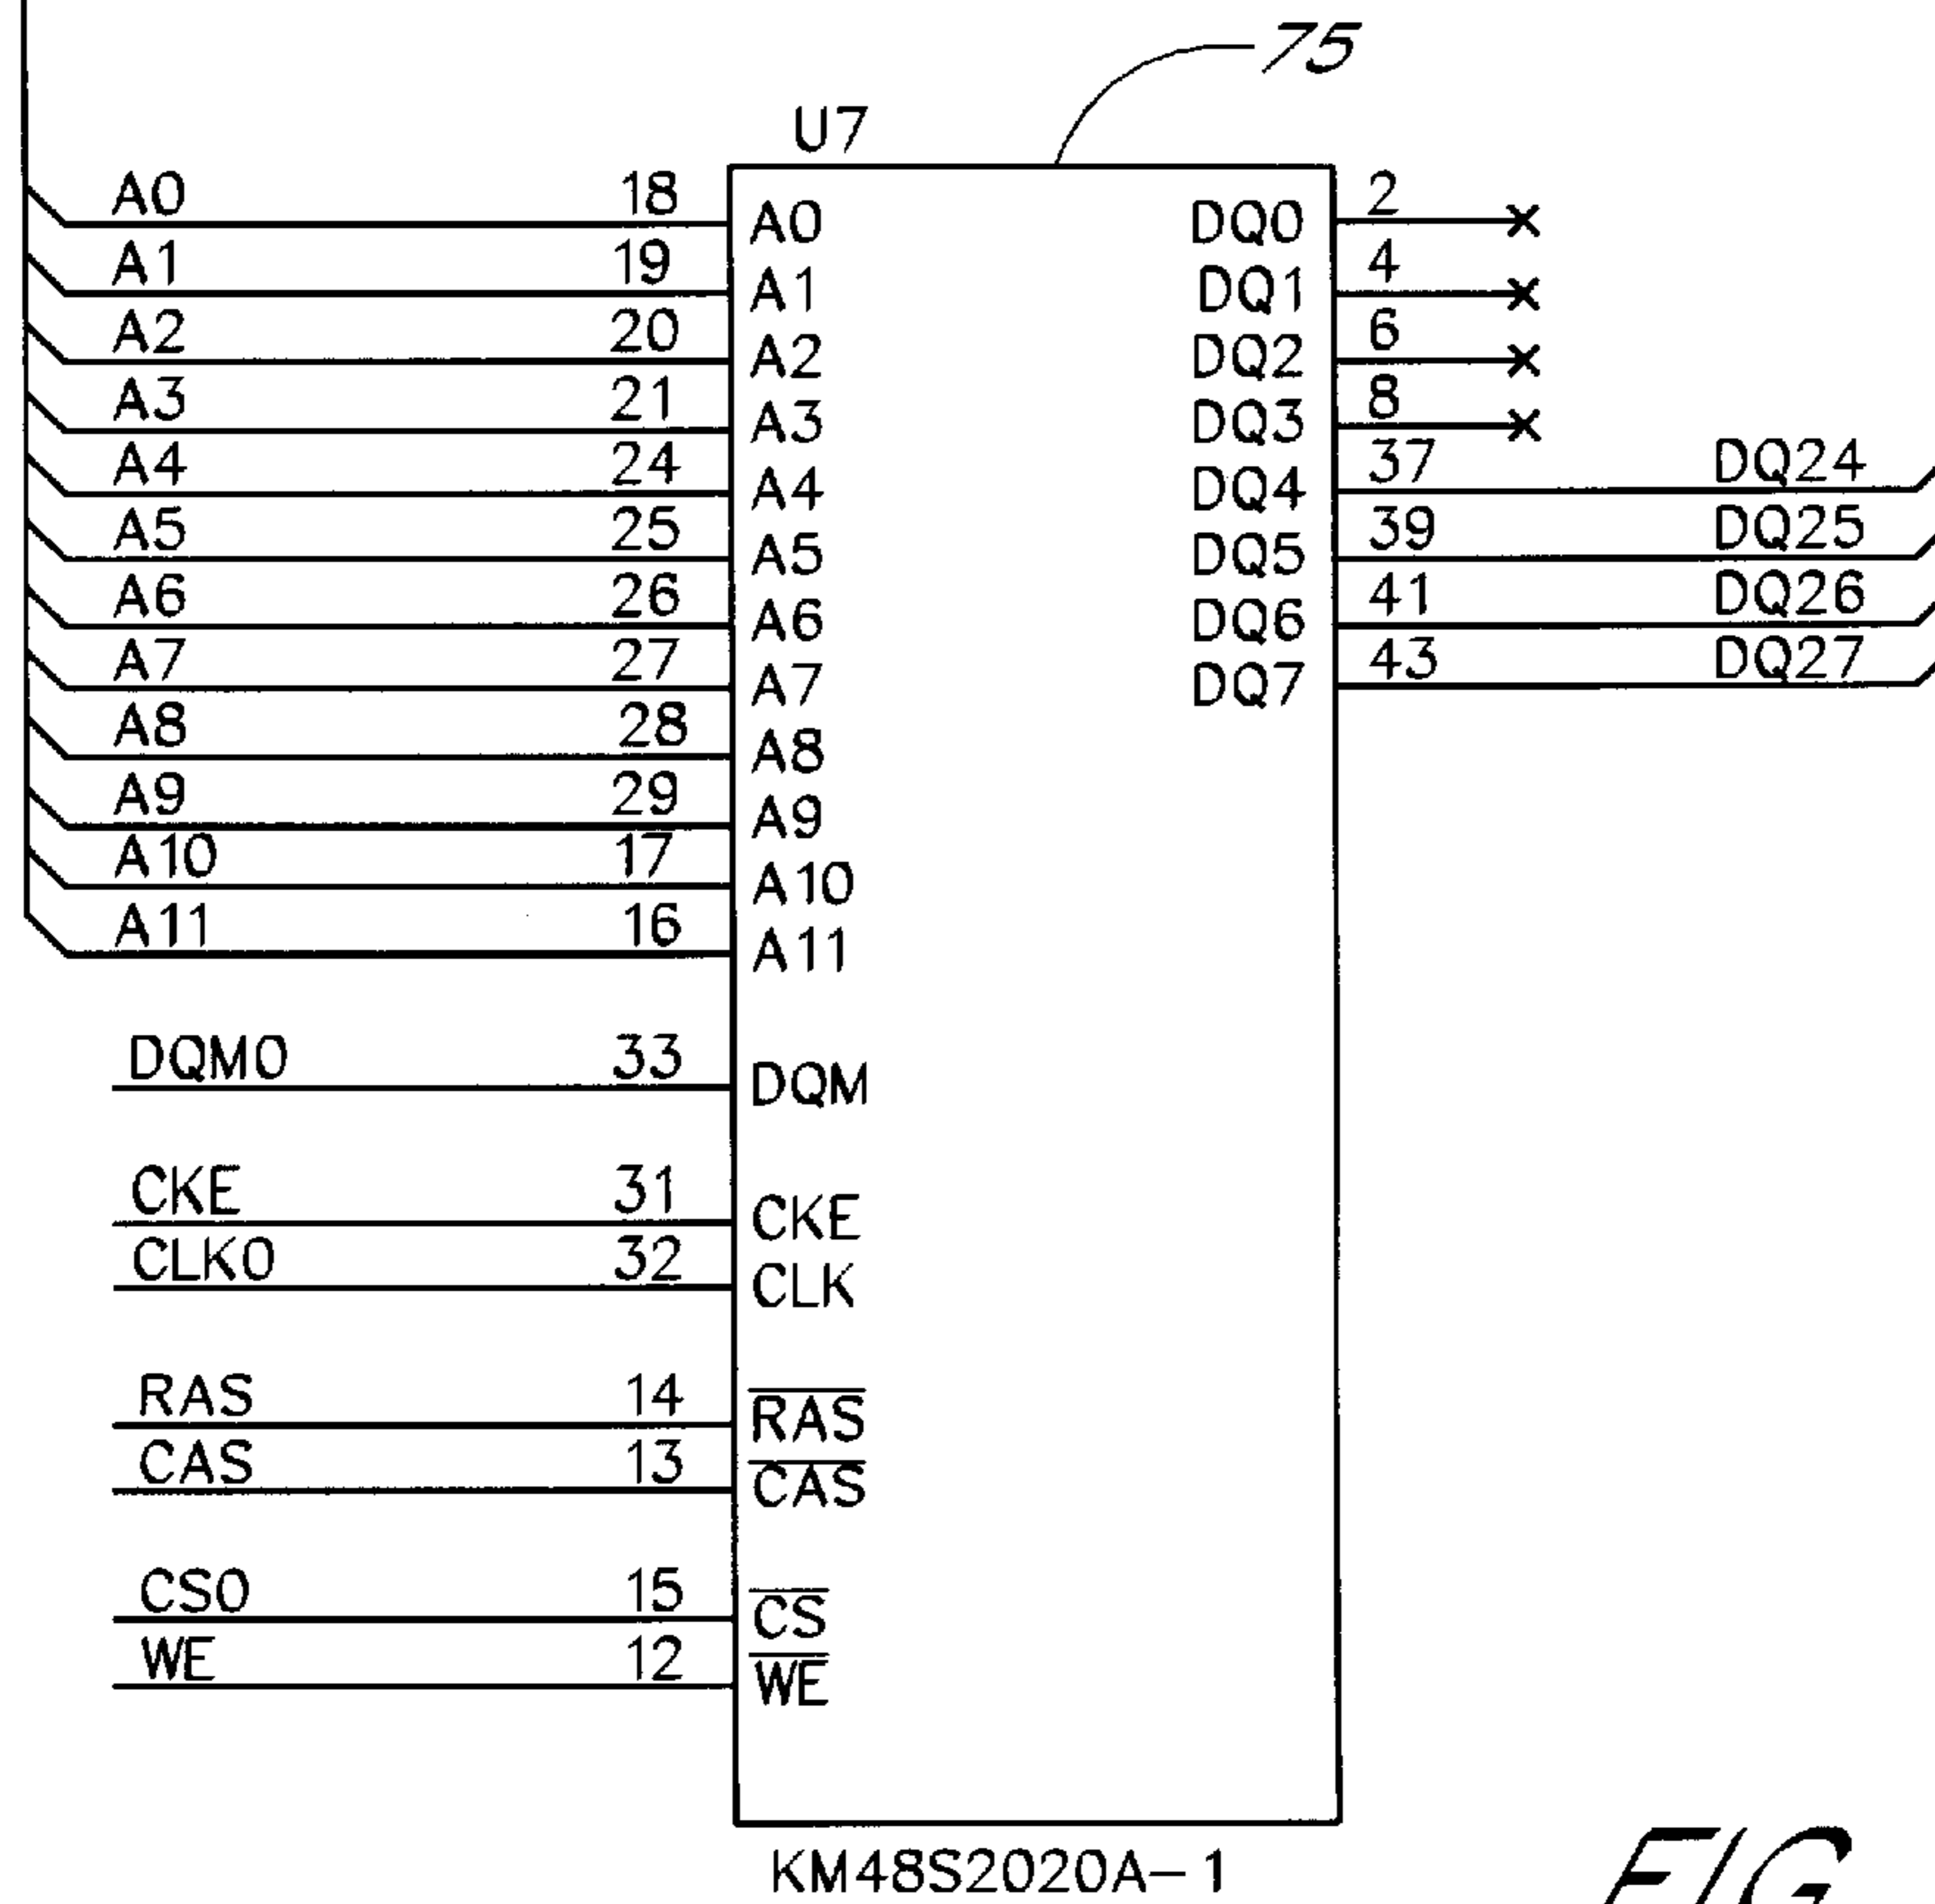 75
U7
A0 18 A0 DQ0 2
A1 19 A1 DQ1 4
A2 20 A2 DQ2 6
A3 21 A3 DQ3 8
A4 24 A4 DQ4 37 DQ24
A5 25 A5 DQ5 39 DQ25
A6 26 A6 DQ6 41 DQ26
A7 27 A7 DQ7 43 DQ27
A8 28 A8
A9 29 A9
A10 17 A10
A11 16 A11
DQM0 33 DQM
CKE 31 CKE
CLK0 32 CLK
RAS 14 R̅A̅S̅
CAS 13 C̅A̅S̅
CS0 15 C̅S̅
WE 12 W̅E̅
KM48S2020A-1
FIG